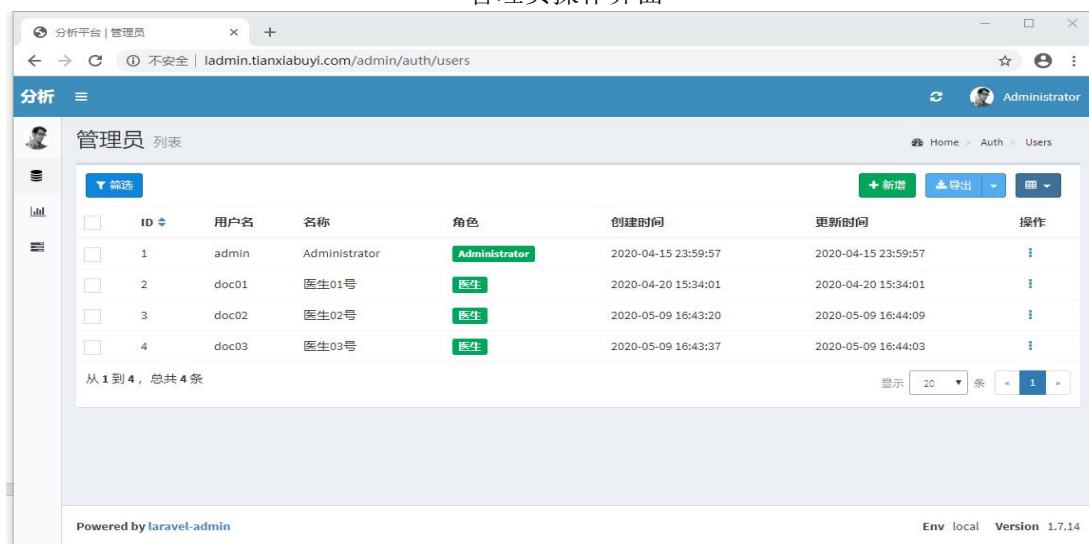 分析平台 | 管理员
不安全 | ladmin.tianxiabuyi.com/admin/auth/users
分析 Administrator
管理员 列表 Home > Auth > Users
筛选 新增 导出
ID 用户名 名称 角色 创建时间 更新时间 操作
1 admin Administrator Administrator 2020-04-15 23:59:57 2020-04-15 23:59:57
2 doc01 医生01号 医生 2020-04-20 15:34:01 2020-04-20 15:34:01
3 doc02 医生02号 医生 2020-05-09 16:43:20 2020-05-09 16:44:09
4 doc03 医生03号 医生 2020-05-09 16:43:37 2020-05-09 16:44:03
从 1 到 4 ，总共 4 条 显示 20 条 « 1 »
Powered by laravel-admin Env local Version 1.7.14